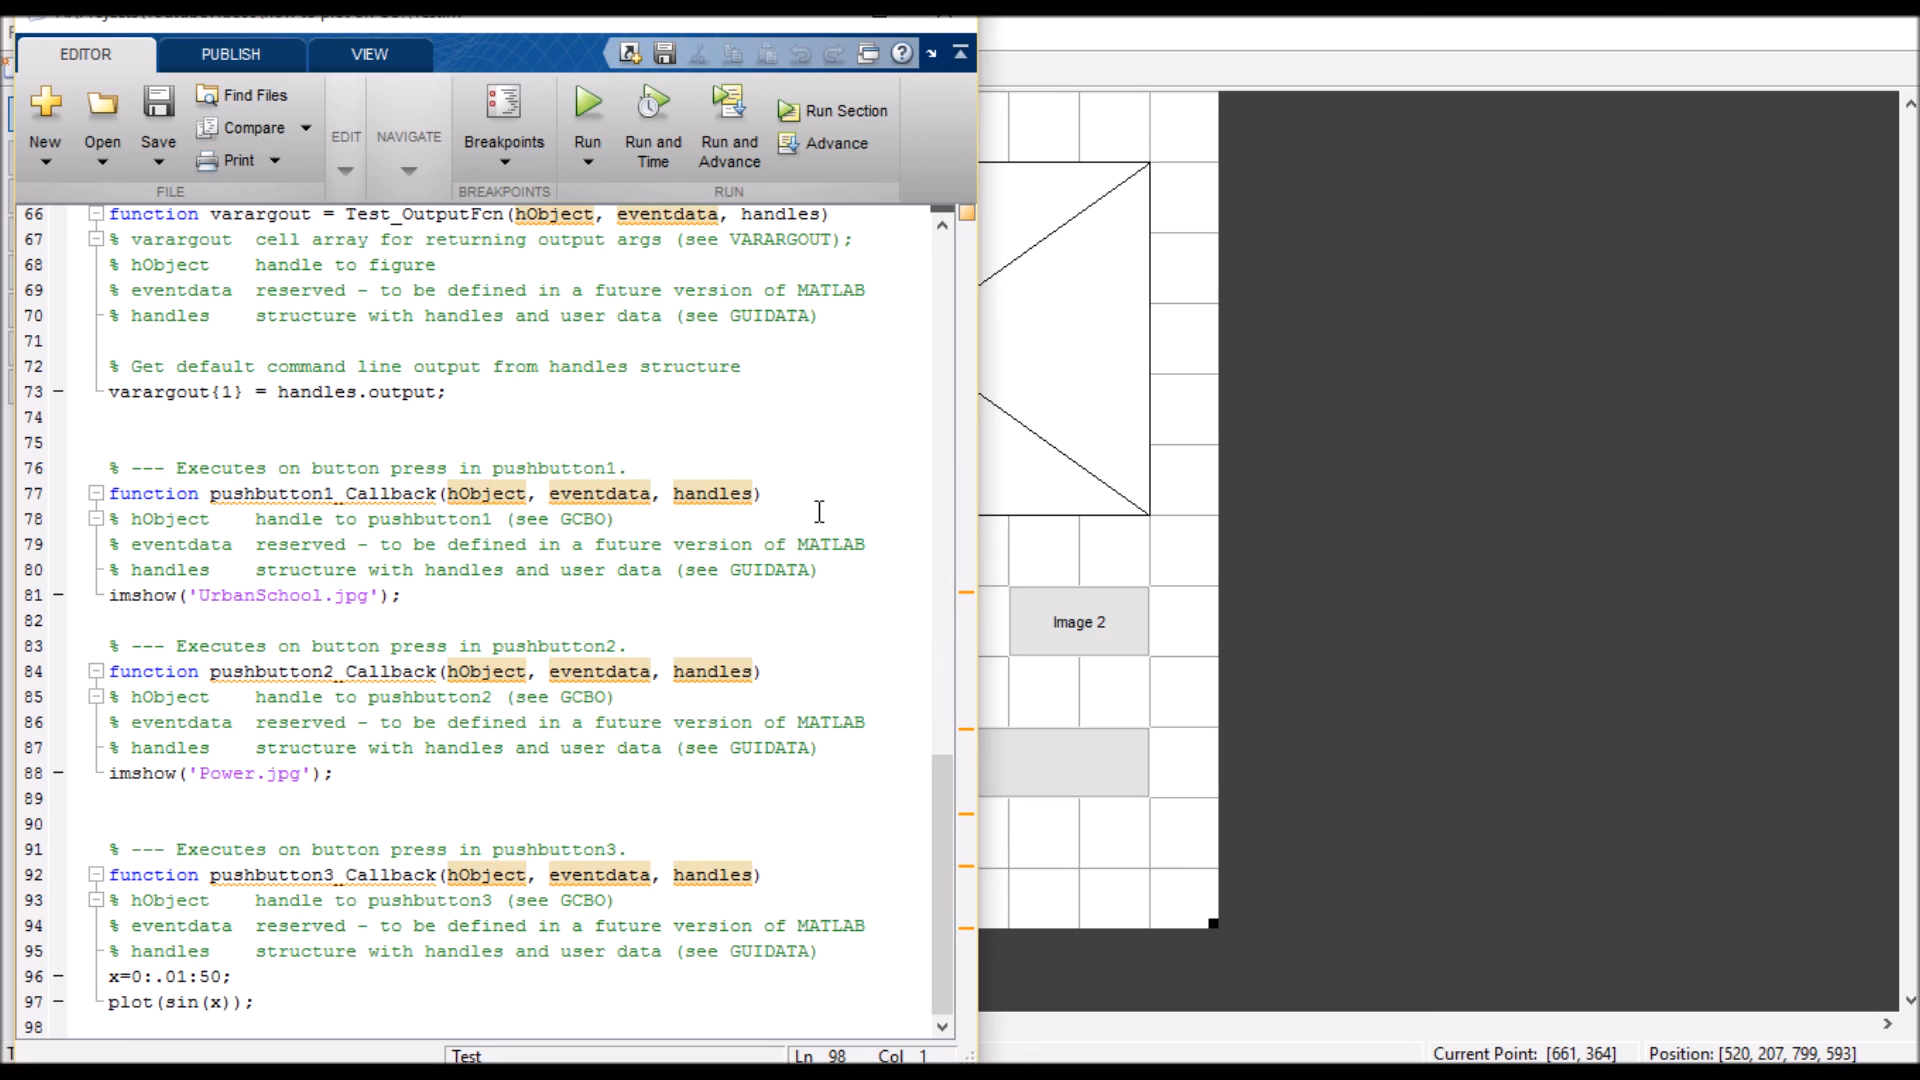 EDITOR
PUBLISH
VIEW
New
Open
Save
Find Files
Compare
Print
EDIT
NAVIGATE
Breakpoints
Run
Run and
Time
Run and
Advance
Run Section
Advance
FILE
BREAKPOINTS
RUN
66 function varargout = Test_OutputFcn(hObject, eventdata, handles)
67 % varargout  cell array for returning output args (see VARARGOUT);
68 % hObject    handle to figure
69 % eventdata  reserved - to be defined in a future version of MATLAB
70 % handles    structure with handles and user data (see GUIDATA)
71
72 % Get default command line output from handles structure
73 varargout{1} = handles.output;
74
75
76 % --- Executes on button press in pushbutton1.
77 function pushbutton1_Callback(hObject, eventdata, handles)
78 % hObject    handle to pushbutton1 (see GCBO)
79 % eventdata  reserved - to be defined in a future version of MATLAB
80 % handles    structure with handles and user data (see GUIDATA)
81 imshow('UrbanSchool.jpg');
82
83 % --- Executes on button press in pushbutton2.
84 function pushbutton2_Callback(hObject, eventdata, handles)
85 % hObject    handle to pushbutton2 (see GCBO)
86 % eventdata  reserved - to be defined in a future version of MATLAB
87 % handles    structure with handles and user data (see GUIDATA)
88 imshow('Power.jpg');
89
90
91 % --- Executes on button press in pushbutton3.
92 function pushbutton3_Callback(hObject, eventdata, handles)
93 % hObject    handle to pushbutton3 (see GCBO)
94 % eventdata  reserved - to be defined in a future version of MATLAB
95 % handles    structure with handles and user data (see GUIDATA)
96 x=0:.01:50;
97 plot(sin(x));
98
Image 2
Test
Ln 98 Col 1
Current Point: [661, 364] Position: [520, 207, 799, 593]